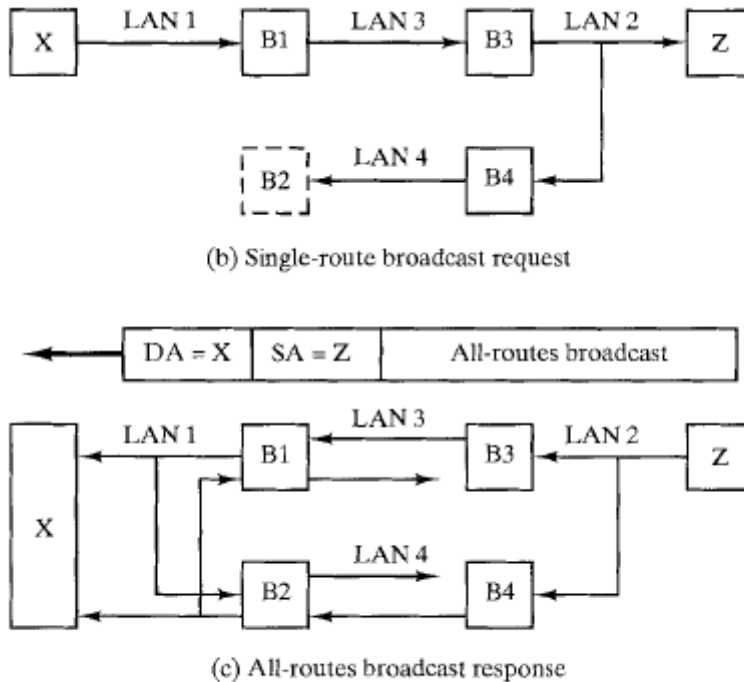 X LAN 1 B1 LAN 3 B3 LAN 2 Z
B2 LAN 4 B4
(b) Single-route broadcast request
DA = X SA = Z All-routes broadcast
LAN 1 B1 LAN 3 B3 LAN 2 Z
X
B2 LAN 4 B4
(c) All-routes broadcast response